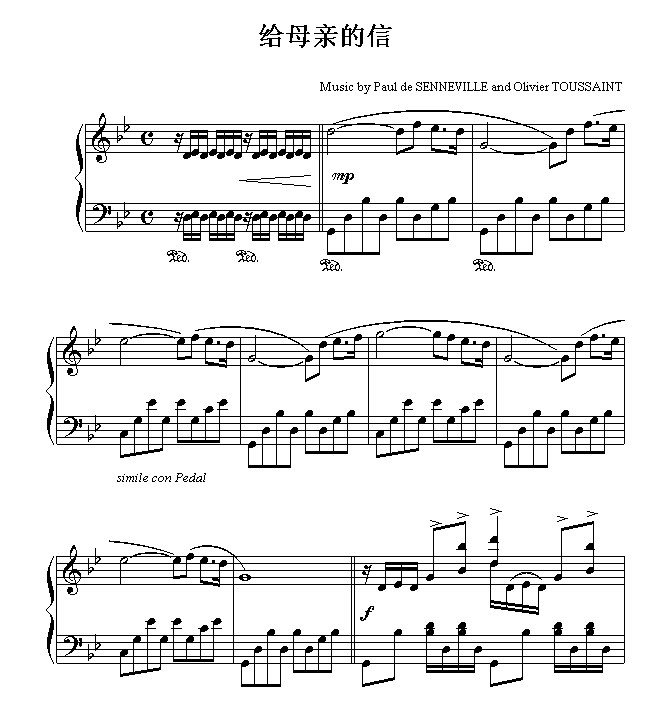 给母亲的信
Music by Paul de SENNEVILLE and Olivier TOUSSAINT
mp
Ped. Ped. Ped. Ped.
simile con Pedal
f